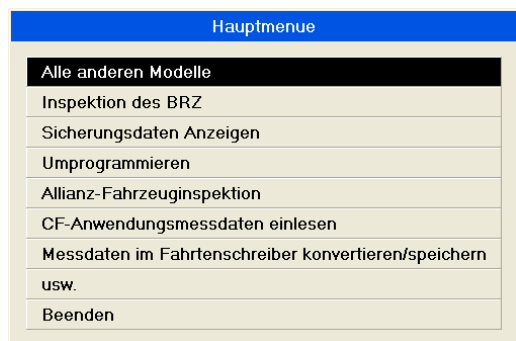 Hauptmenue
Alle anderen Modelle
Inspektion des BRZ
Sicherungsdaten Anzeigen
Umprogrammieren
Allianz-Fahrzeuginspektion
CF-Anwendungsmessdaten einlesen
Messdaten im Fahrtenschreiber konvertieren/speichern
usw.
Beenden